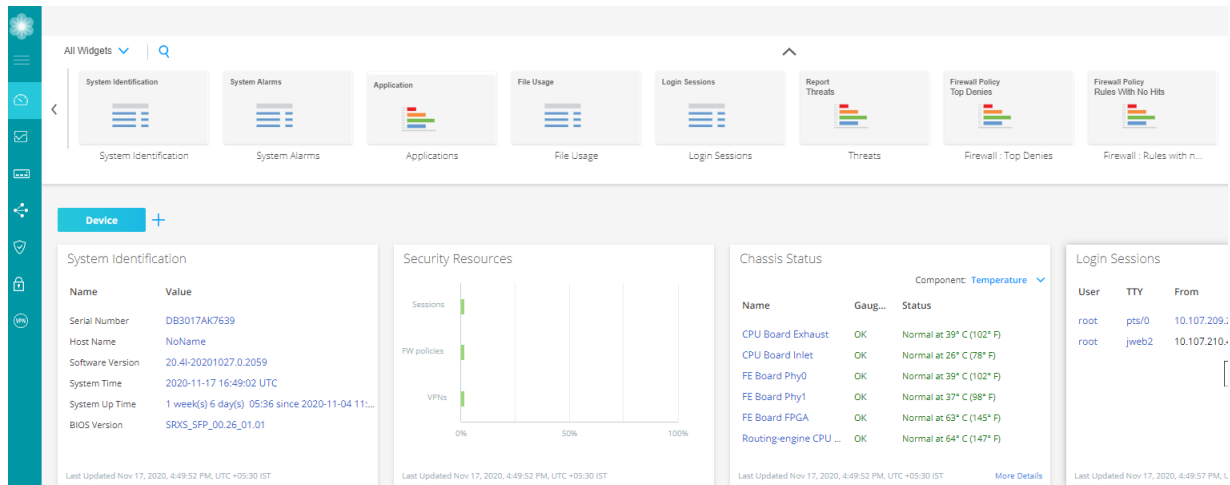 All Widgets
System Identification
System Alarms
Application
File Usage
Login Sessions
Report
Threats
Firewall Policy
Top Denies
Firewall Policy
Rules With No Hits
System Identification
System Alarms
Applications
File Usage
Login Sessions
Threats
Firewall : Top Denies
Firewall : Rules with n...
Device
System Identification
Name Value
Serial Number DB3017AK7639
Host Name NoName
Software Version 20.4I-20201027.0.2059
System Time 2020-11-17 16:49:02 UTC
System Up Time 1 week(s) 6 day(s) 05:36 since 2020-11-04 11:...
BIOS Version SRXS_SFP_00.26_01.01
Last Updated Nov 17, 2020, 4:49:52 PM, UTC +05:30 IST
Security Resources
Sessions
FW policies
VPNs
0% 50% 100%
Last Updated Nov 17, 2020, 4:49:52 PM, UTC +05:30 IST
Chassis Status
Component: Temperature
Name Gaug... Status
CPU Board Exhaust OK Normal at 39° C (102° F)
CPU Board Inlet OK Normal at 26° C (78° F)
FE Board Phy0 OK Normal at 39° C (102° F)
FE Board Phy1 OK Normal at 37° C (98° F)
FE Board FPGA OK Normal at 63° C (145° F)
Routing-engine CPU ... OK Normal at 64° C (147° F)
Last Updated Nov 17, 2020, 4:49:52 PM, UTC +05:30 IST More Details
Login Sessions
User TTY From
root pts/0 10.107.209.2
root jweb2 10.107.210.4
Last Updated Nov 17, 2020, 4:49:57 PM, U
VPN